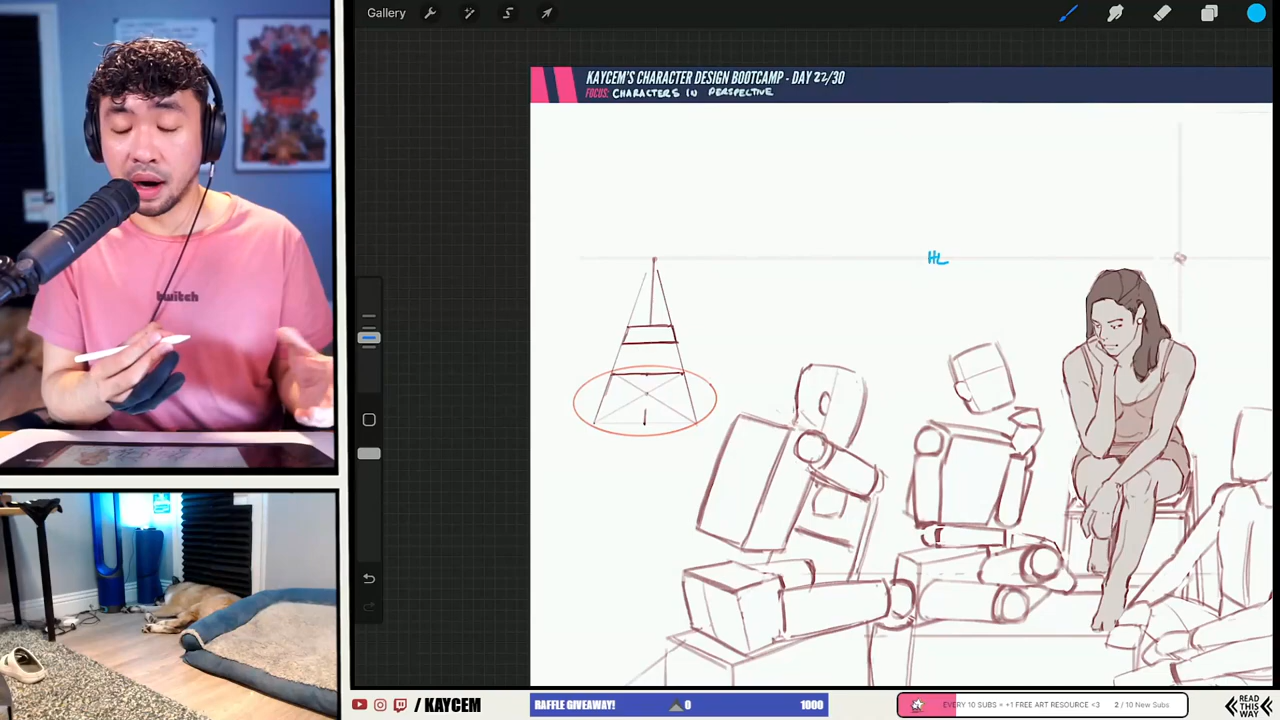 Gallery
KAYCEM'S CHARACTER DESIGN BOOTCAMP - DAY 22/30
FOCUS: CHARACTERS IN PERSPECTIVE
HL
twitch
/ KAYCEM
RAFFLE GIVEAWAY!
0
1000
EVERY 10 SUBS = +1 FREE ART RESOURCE <3
2 / 10 New Subs
READ
THIS
WAY